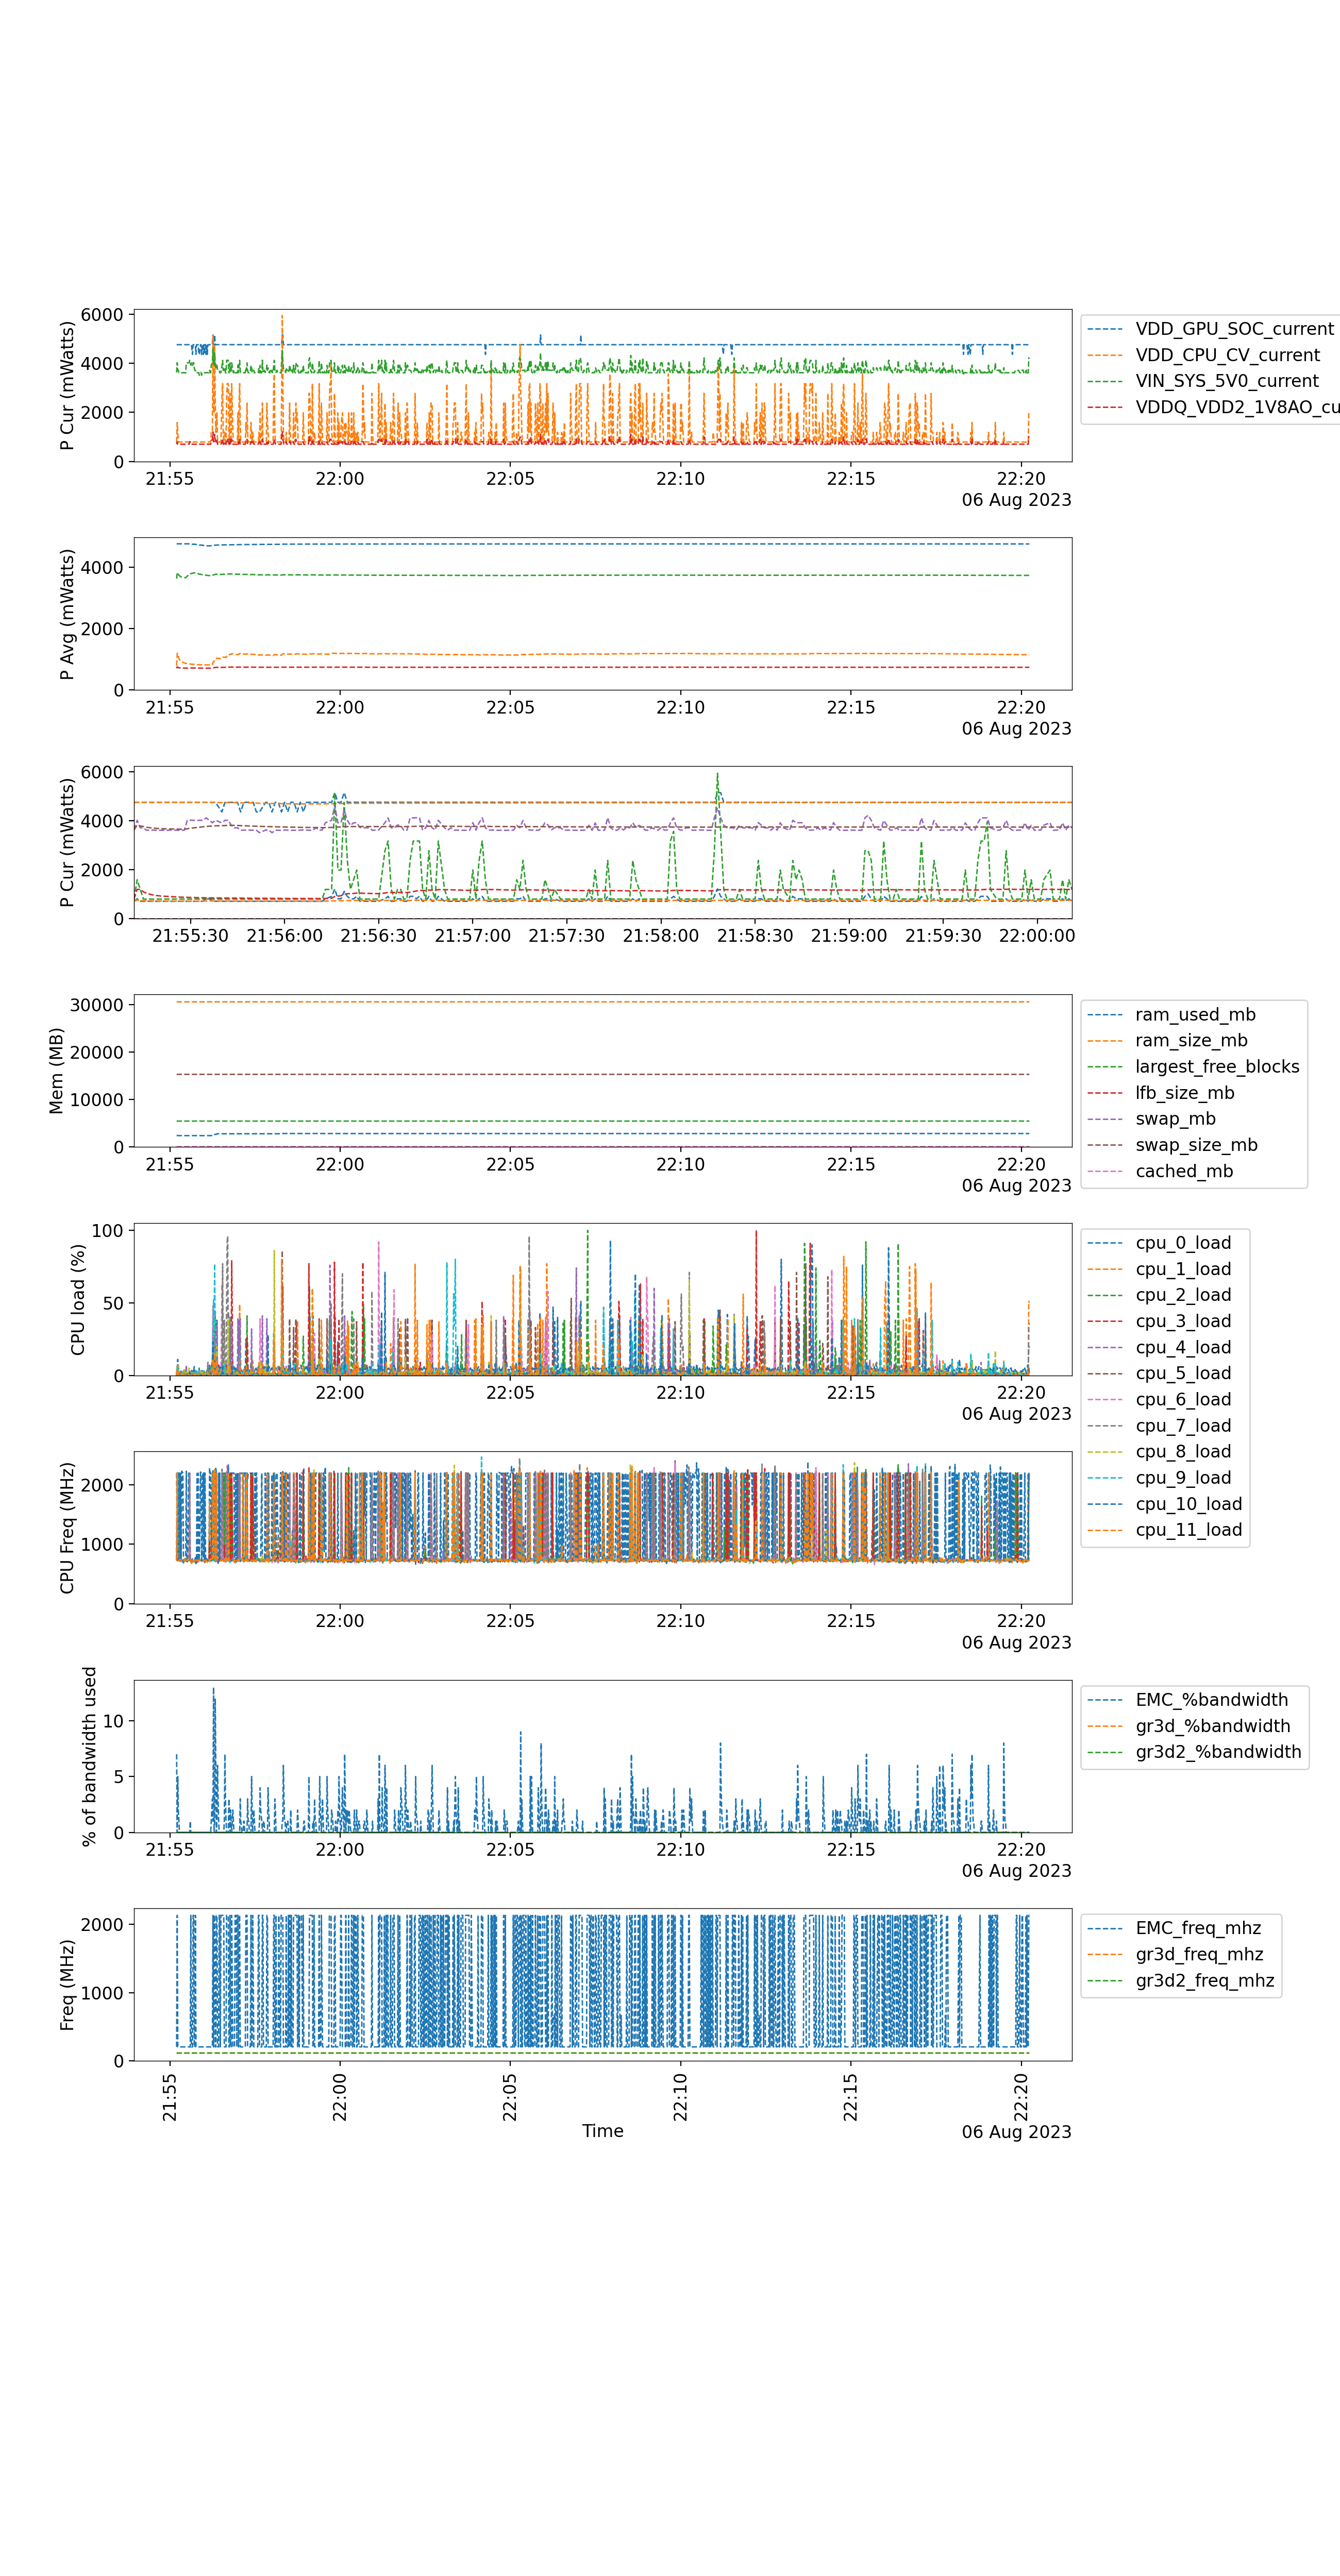 P Cur (mWatts)
6000
4000
2000
0
21:55 22:00 22:05 22:10 22:15 22:20
06 Aug 2023
VDD_GPU_SOC_current
VDD_CPU_CV_current
VIN_SYS_5V0_current
VDDQ_VDD2_1V8AO_cu
P Avg (mWatts)
4000
2000
0
21:55 22:00 22:05 22:10 22:15 22:20
06 Aug 2023
P Cur (mWatts)
6000
4000
2000
0
21:55:30 21:56:00 21:56:30 21:57:00 21:57:30 21:58:00 21:58:30 21:59:00 21:59:30 22:00:00
Mem (MB)
30000
20000
10000
0
21:55 22:00 22:05 22:10 22:15 22:20
06 Aug 2023
ram_used_mb
ram_size_mb
largest_free_blocks
lfb_size_mb
swap_mb
swap_size_mb
cached_mb
CPU load (%)
100
50
0
21:55 22:00 22:05 22:10 22:15 22:20
06 Aug 2023
cpu_0_load
cpu_1_load
cpu_2_load
cpu_3_load
cpu_4_load
cpu_5_load
cpu_6_load
cpu_7_load
cpu_8_load
cpu_9_load
cpu_10_load
cpu_11_load
CPU Freq (MHz)
2000
1000
0
21:55 22:00 22:05 22:10 22:15 22:20
06 Aug 2023
% of bandwidth used
10
5
0
21:55 22:00 22:05 22:10 22:15 22:20
06 Aug 2023
EMC_%bandwidth
gr3d_%bandwidth
gr3d2_%bandwidth
Freq (MHz)
2000
1000
0
21:55 22:00 22:05 22:10 22:15 22:20
Time
06 Aug 2023
EMC_freq_mhz
gr3d_freq_mhz
gr3d2_freq_mhz